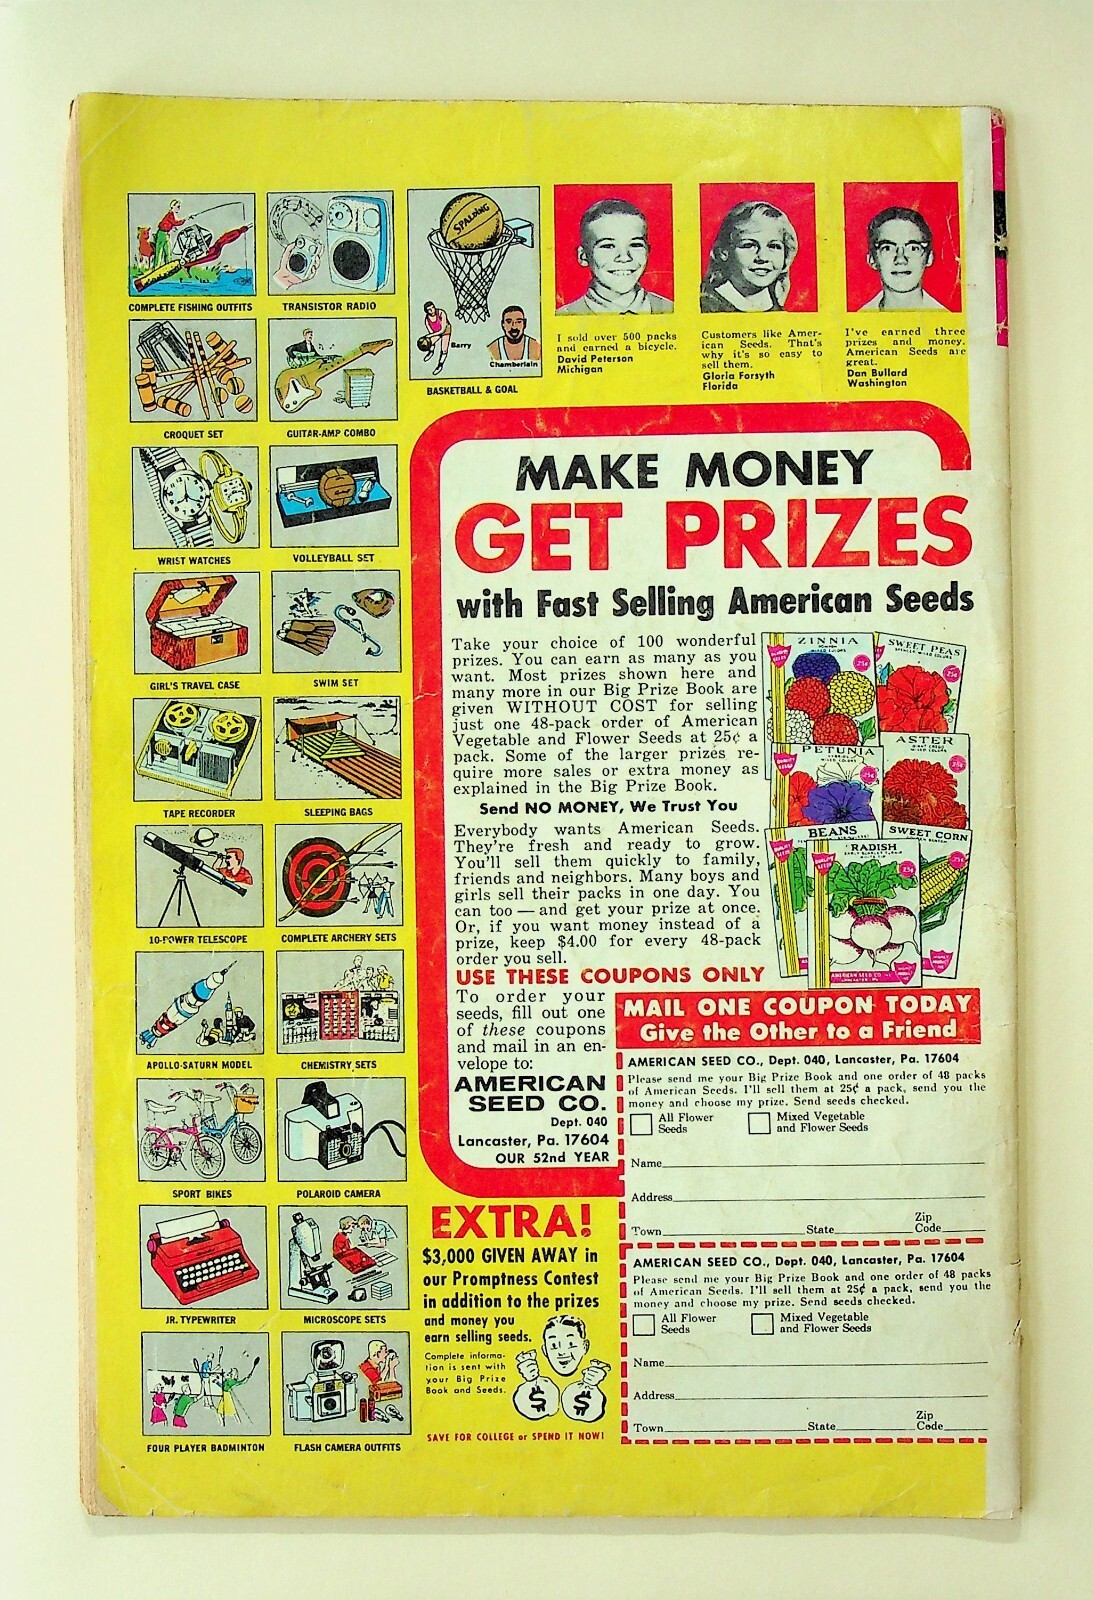 COMPLETE FISHING OUTFITS
TRANSISTOR RADIO
CROQUET SET
GUITAR-AMP COMBO
WRIST WATCHES
VOLLEYBALL SET
GIRL'S TRAVEL CASE
SWIM SET
TAPE RECORDER
SLEEPING BAGS
10-POWER TELESCOPE
COMPLETE ARCHERY SETS
APOLLO-SATURN MODEL
CHEMISTRY SETS
SPORT BIKES
POLAROID CAMERA
JR. TYPEWRITER
MICROSCOPE SETS
FOUR PLAYER BADMINTON
FLASH CAMERA OUTFITS
SPALDING
Barry
Chamberlain
BASKETBALL & GOAL
I sold over 500 packs
and earned a bicycle.
David Peterson
Michigan
Customers like Amer-
ican Seeds. That's
why it's so easy to
sell them.
Gloria Forsyth
Florida
I've earned three
prizes and money.
American Seeds are
great.
Dan Bullard
Washington
MAKE MONEY
GET PRIZES
with Fast Selling American Seeds
Take your choice of 100 wonderful
prizes. You can earn as many as you
want. Most prizes shown here and
many more in our Big Prize Book are
given WITHOUT COST for selling
just one 48-pack order of American
Vegetable and Flower Seeds at 25¢ a
pack. Some of the larger prizes re-
quire more sales or extra money as
explained in the Big Prize Book.
Send NO MONEY, We Trust You
Everybody wants American Seeds.
They're fresh and ready to grow.
You'll sell them quickly to family,
friends and neighbors. Many boys and
girls sell their packs in one day. You
can too — and get your prize at once.
Or, if you want money instead of a
prize, keep $4.00 for every 48-pack
order you sell.
USE THESE COUPONS ONLY
To order your
seeds, fill out one
of these coupons
and mail in an en-
velope to:
AMERICAN
SEED CO.
Dept. 040
Lancaster, Pa. 17604
OUR 52nd YEAR
ZINNIA
MIXED COLORS
25¢
SWEET PEAS
25¢
PETUNIA
MIXED COLORS
25¢
ASTER
25¢
BEANS
SWEET CORN
25¢
RADISH
25¢
AMERICAN SEED CO.
MAIL ONE COUPON TODAY
Give the Other to a Friend
AMERICAN SEED CO., Dept. 040, Lancaster, Pa. 17604
Please send me your Big Prize Book and one order of 48 packs
of American Seeds. I'll sell them at 25¢ a pack, send you the
money and choose my prize. Send seeds checked.
All Flower
Seeds
Mixed Vegetable
and Flower Seeds
Name
Address
Town State Zip Code
AMERICAN SEED CO., Dept. 040, Lancaster, Pa. 17604
Please send me your Big Prize Book and one order of 48 packs
of American Seeds. I'll sell them at 25¢ a pack, send you the
money and choose my prize. Send seeds checked.
All Flower
Seeds
Mixed Vegetable
and Flower Seeds
Name
Address
Town State Zip Code
EXTRA!
$3,000 GIVEN AWAY in
our Promptness Contest
in addition to the prizes
and money you
earn selling seeds.
Complete informa-
tion is sent with
your Big Prize
Book and Seeds.
$ $
SAVE FOR COLLEGE or SPEND IT NOW!